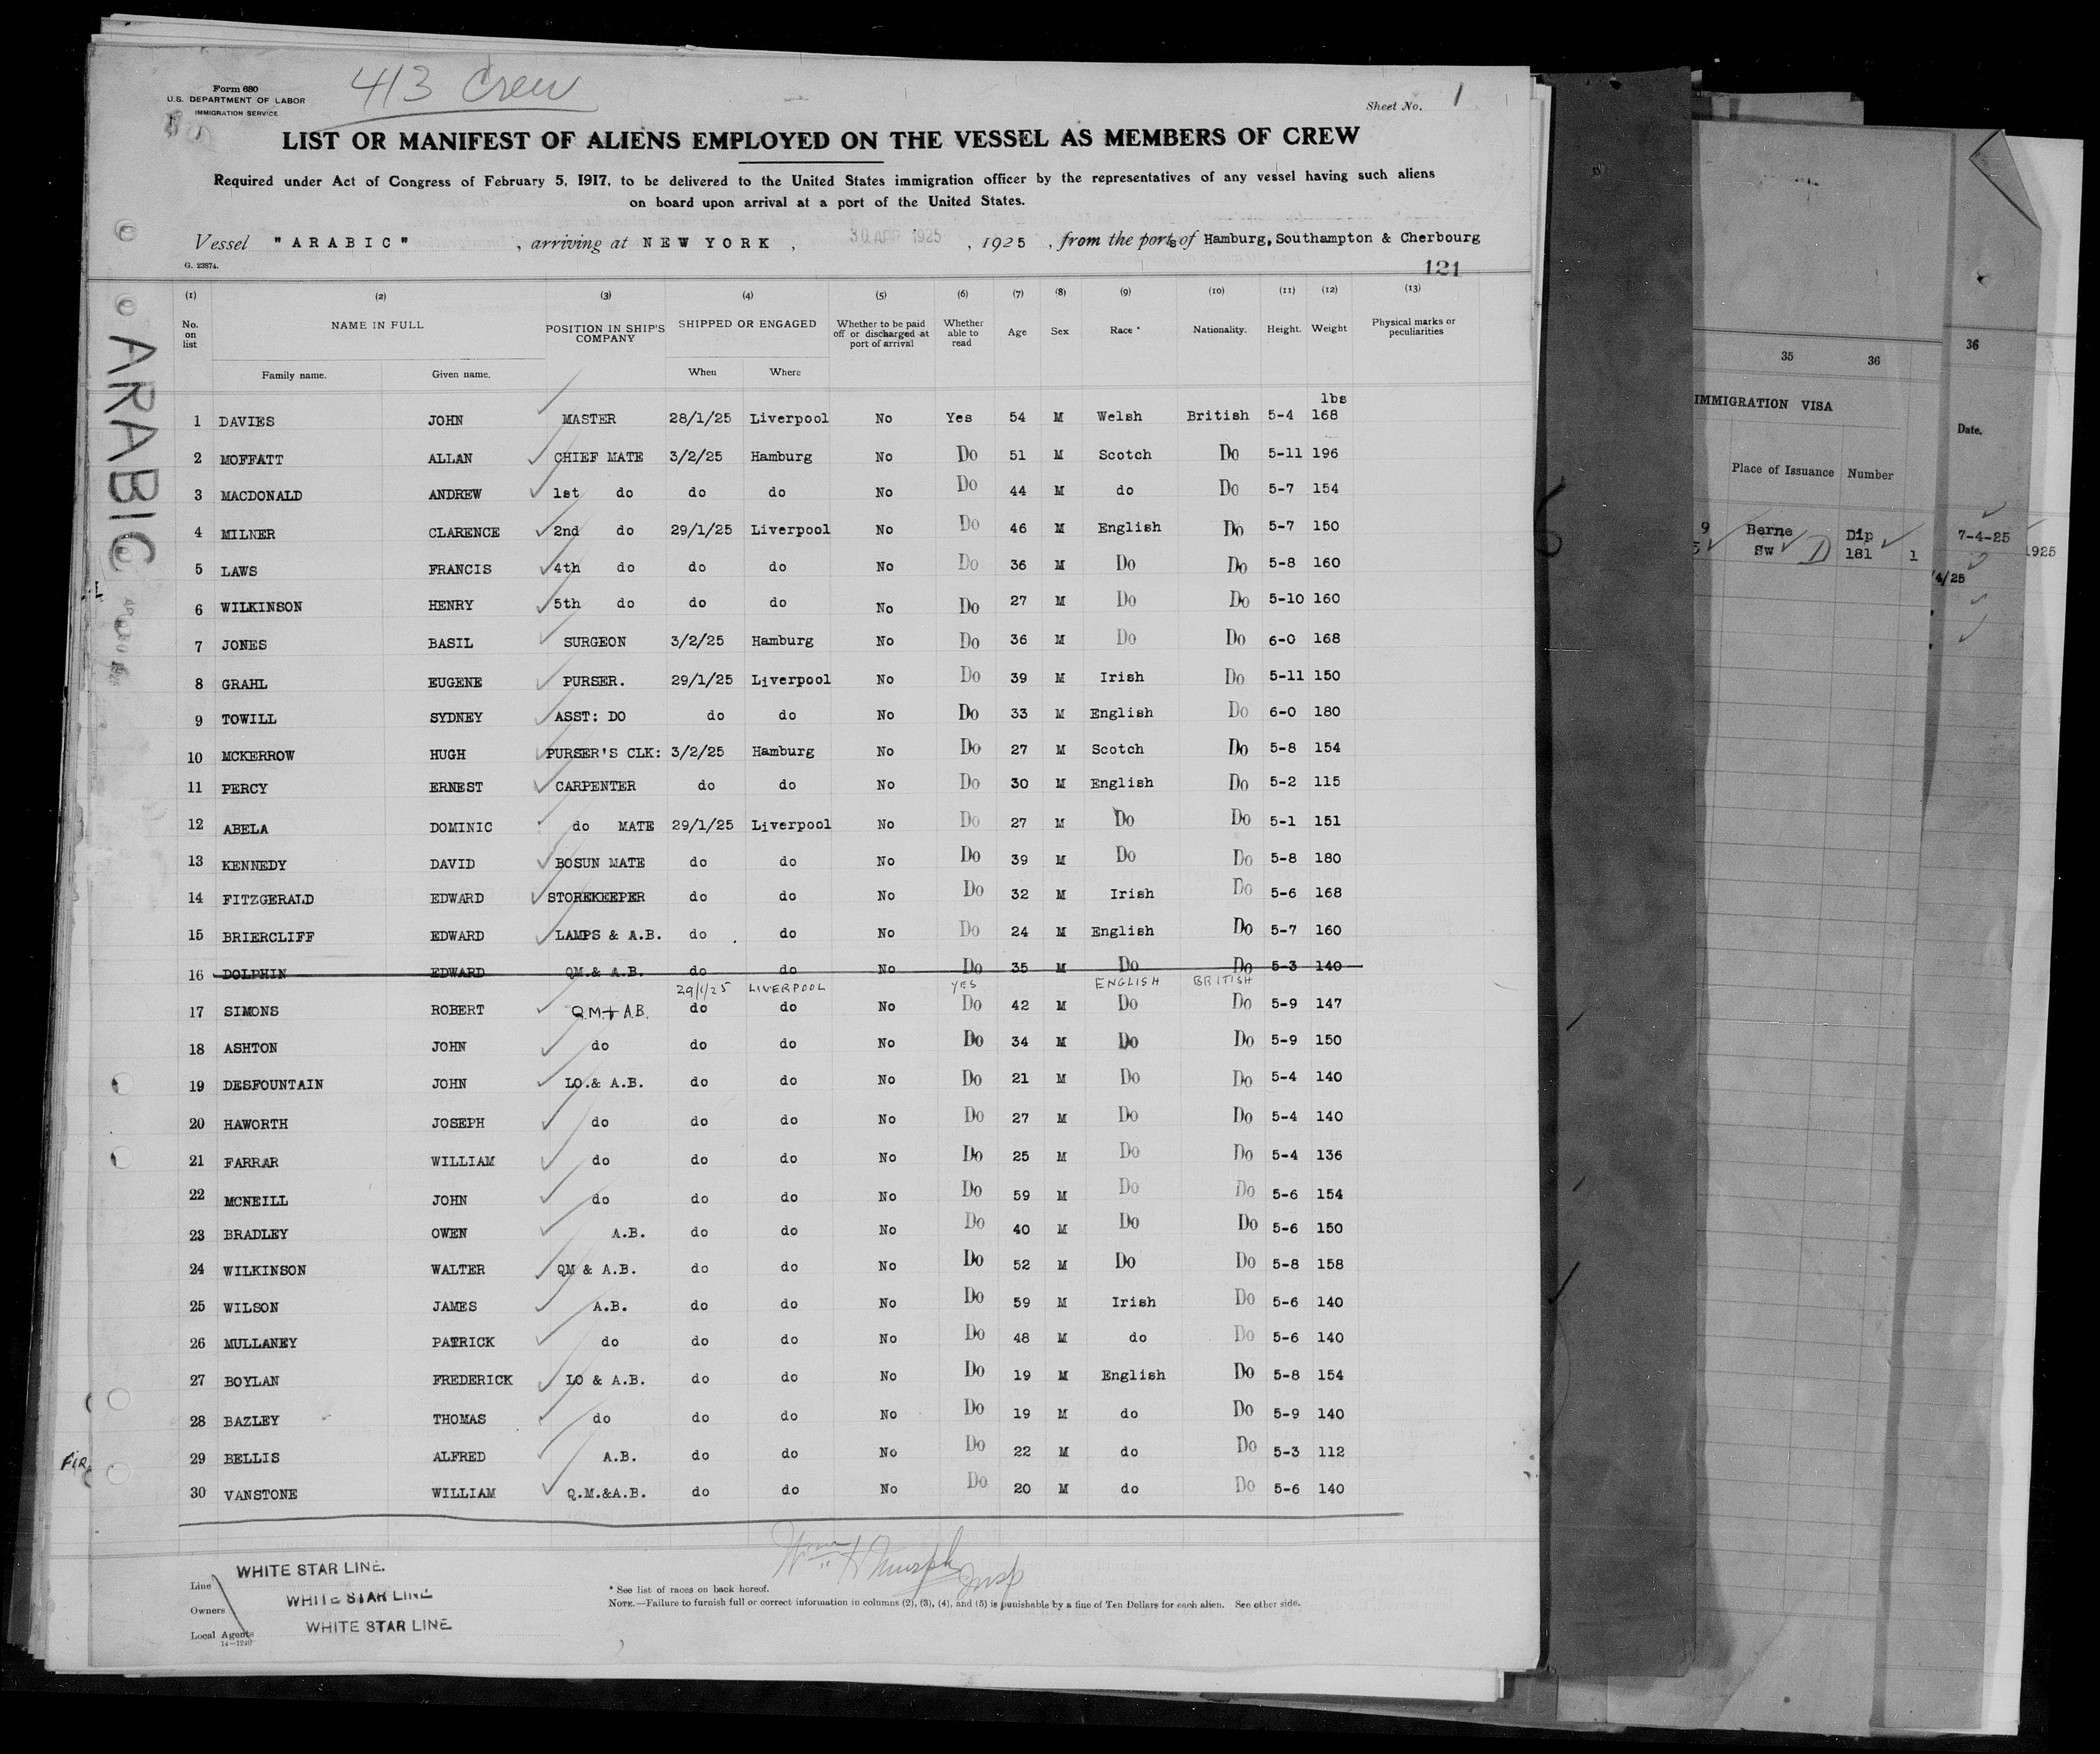 413 Crew
Form 680
U.S. DEPARTMENT OF LABOR
IMMIGRATION SERVICE
Sheet No. 1
LIST OR MANIFEST OF ALIENS EMPLOYED ON THE VESSEL AS MEMBERS OF CREW
Required under Act of Congress of February 5, 1917, to be delivered to the United States immigration officer by the representatives of any vessel having such aliens
on board upon arrival at a port of the United States.
Vessel "ARABIC", arriving at NEW YORK, 30 APR 1925, 1925, from the ports of Hamburg, Southampton & Cherbourg
G. 23874.
121
ARABIC
(1) (2) (3) (4) (5) (6) (7) (8) (9) (10) (11) (12) (13)
No. on list NAME IN FULL POSITION IN SHIP'S COMPANY SHIPPED OR ENGAGED Whether to be paid off or discharged at port of arrival Whether able to read Age Sex Race * Nationality. Height. Weight Physical marks or peculiarities
Family name. Given name. When Where
lbs
1 DAVIES JOHN MASTER 28/1/25 Liverpool No Yes 54 M Welsh British 5-4 168
2 MOFFATT ALLAN CHIEF MATE 3/2/25 Hamburg No Do 51 M Scotch Do 5-11 196
3 MACDONALD ANDREW 1st do do do No Do 44 M do Do 5-7 154
4 MILNER CLARENCE 2nd do 29/1/25 Liverpool No Do 46 M English Do 5-7 150
5 LAWS FRANCIS 4th do do do No Do 36 M Do Do 5-8 160
6 WILKINSON HENRY 5th do do do No Do 27 M Do Do 5-10 160
7 JONES BASIL SURGEON 3/2/25 Hamburg No Do 36 M Do Do 6-0 168
8 GRAHL EUGENE PURSER. 29/1/25 Liverpool No Do 39 M Irish Do 5-11 150
9 TOWILL SYDNEY ASST: DO do do No Do 33 M English Do 6-0 180
10 MCKERROW HUGH PURSER'S CLK: 3/2/25 Hamburg No Do 27 M Scotch Do 5-8 154
11 PERCY ERNEST CARPENTER do do No Do 30 M English Do 5-2 115
12 ABELA DOMINIC do MATE 29/1/25 Liverpool No Do 27 M Do Do 5-1 151
13 KENNEDY DAVID BOSUN MATE do do No Do 39 M Do Do 5-8 180
14 FITZGERALD EDWARD STOREKEEPER do do No Do 32 M Irish Do 5-6 168
15 BRIERCLIFF EDWARD LAMPS & A.B. do do No Do 24 M English Do 5-7 160
16 DOLPHIN EDWARD QM.& A.B. do do No Do 35 M Do Do 5-3 140
29/1/25 LIVERPOOL YES ENGLISH BRITISH
17 SIMONS ROBERT Q.M.+ A.B. do do No Do 42 M Do Do 5-9 147
18 ASHTON JOHN do do do No Do 34 M Do Do 5-9 150
19 DESFOUNTAIN JOHN LO.& A.B. do do No Do 21 M Do Do 5-4 140
20 HAWORTH JOSEPH do do do No Do 27 M Do Do 5-4 140
21 FARRAR WILLIAM do do do No Do 25 M Do Do 5-4 136
22 MCNEILL JOHN do do do No Do 59 M Do Do 5-6 154
23 BRADLEY OWEN A.B. do do No Do 40 M Do Do 5-6 150
24 WILKINSON WALTER QM & A.B. do do No Do 52 M Do Do 5-8 158
25 WILSON JAMES A.B. do do No Do 59 M Irish Do 5-6 140
26 MULLANEY PATRICK do do do No Do 48 M do Do 5-6 140
27 BOYLAN FREDERICK LO & A.B. do do No Do 19 M English Do 5-8 154
28 BAZLEY THOMAS do do do No Do 19 M do Do 5-9 140
29 BELLIS ALFRED A.B. do do No Do 22 M do Do 5-3 112
30 VANSTONE WILLIAM Q.M.&A.B. do do No Do 20 M do Do 5-6 140
Line WHITE STAR LINE.
Owners WHITE STAR LINE
Local Agents WHITE STAR LINE
14-1240
* See list of races on back hereof.
NOTE.—Failure to furnish full or correct information in columns (2), (3), (4), and (5) is punishable by a fine of Ten Dollars for each alien. See other side.
35 36
IMMIGRATION VISA
Place of Issuance Number
9 Berne Dip
Sw D 181 1
36
Date.
7-4-25
1925
/4/25